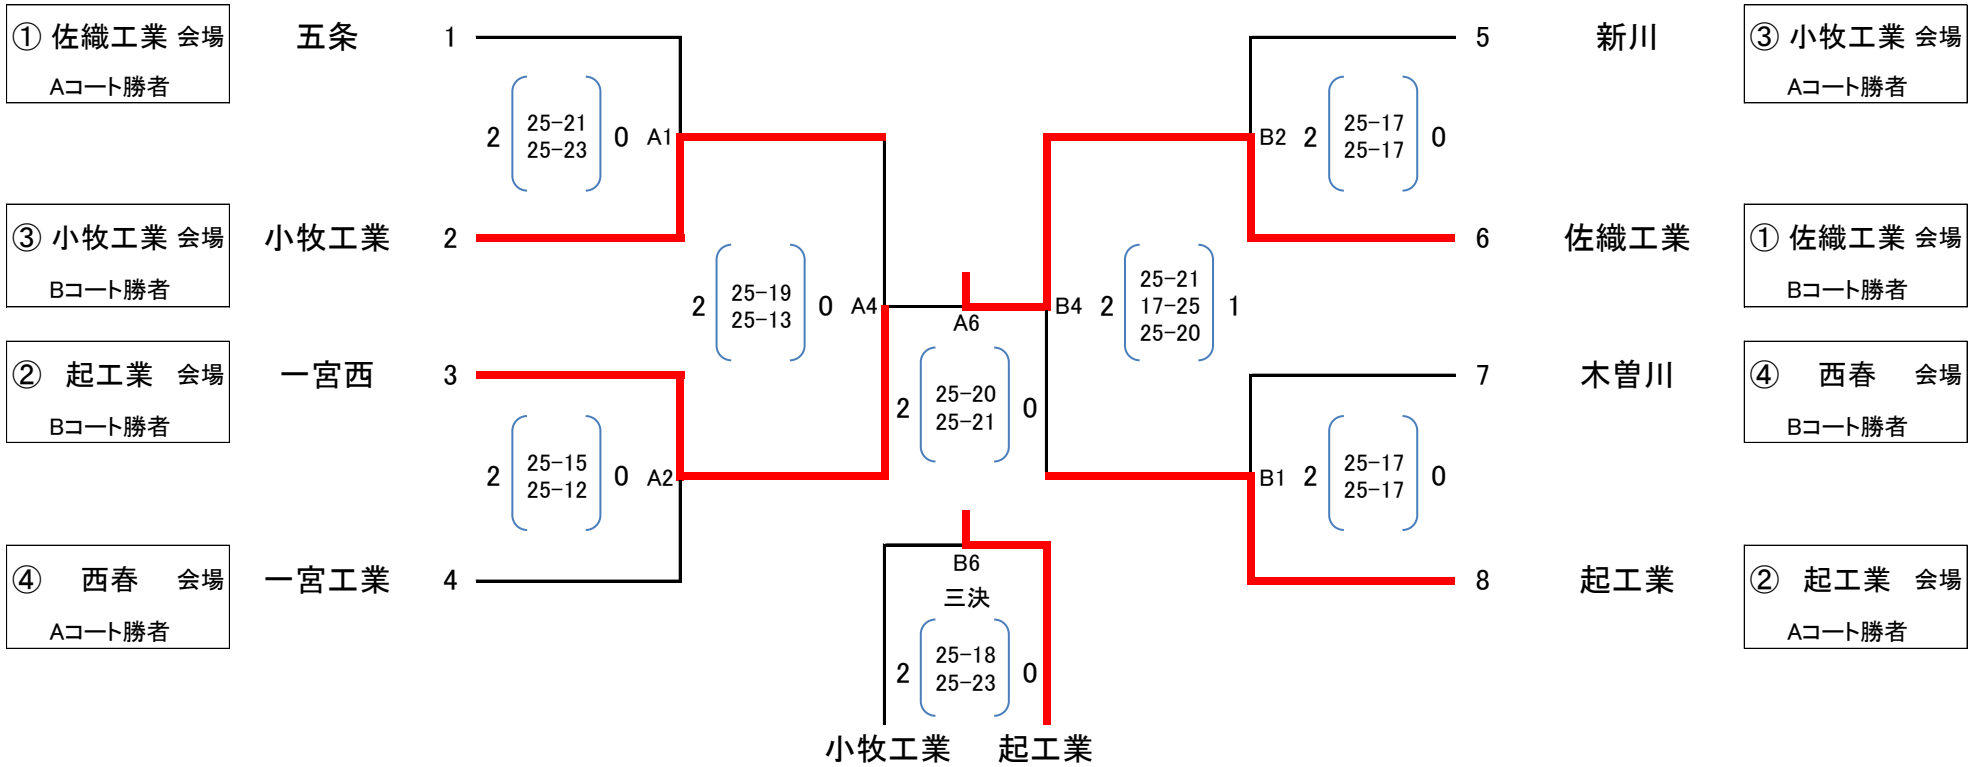 ① 佐織工業 会場
Aコート勝者
五条 1
2 25-21 0 A1
25-23
③ 小牧工業 会場
Bコート勝者
小牧工業 2
2 25-19 0 A4
25-13
② 起工業 会場
Bコート勝者
一宮西 3
2 25-15 0 A2
25-12
④ 西春 会場
Aコート勝者
一宮工業 4
A6
2 25-20 0
25-21
B6
三決
2 25-18 0
25-23
小牧工業 起工業
5 新川
③ 小牧工業 会場
Aコート勝者
B2 2 25-17 0
25-17
6 佐織工業
① 佐織工業 会場
Bコート勝者
25-21
B4 2 17-25 1
25-20
7 木曽川
④ 西春 会場
Bコート勝者
B1 2 25-17 0
25-17
8 起工業
② 起工業 会場
Aコート勝者